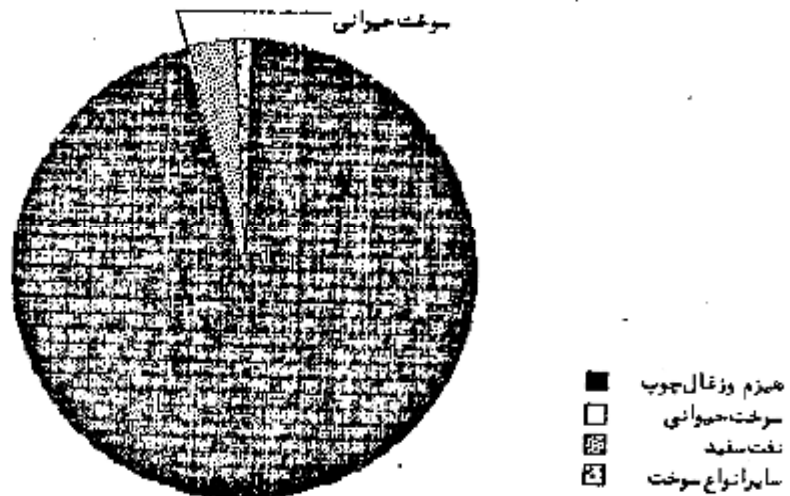 سوخت حیوانی
هیزم وزغال چوب
سوخت حیوانی
نفت سفید
سایر انواع سوخت